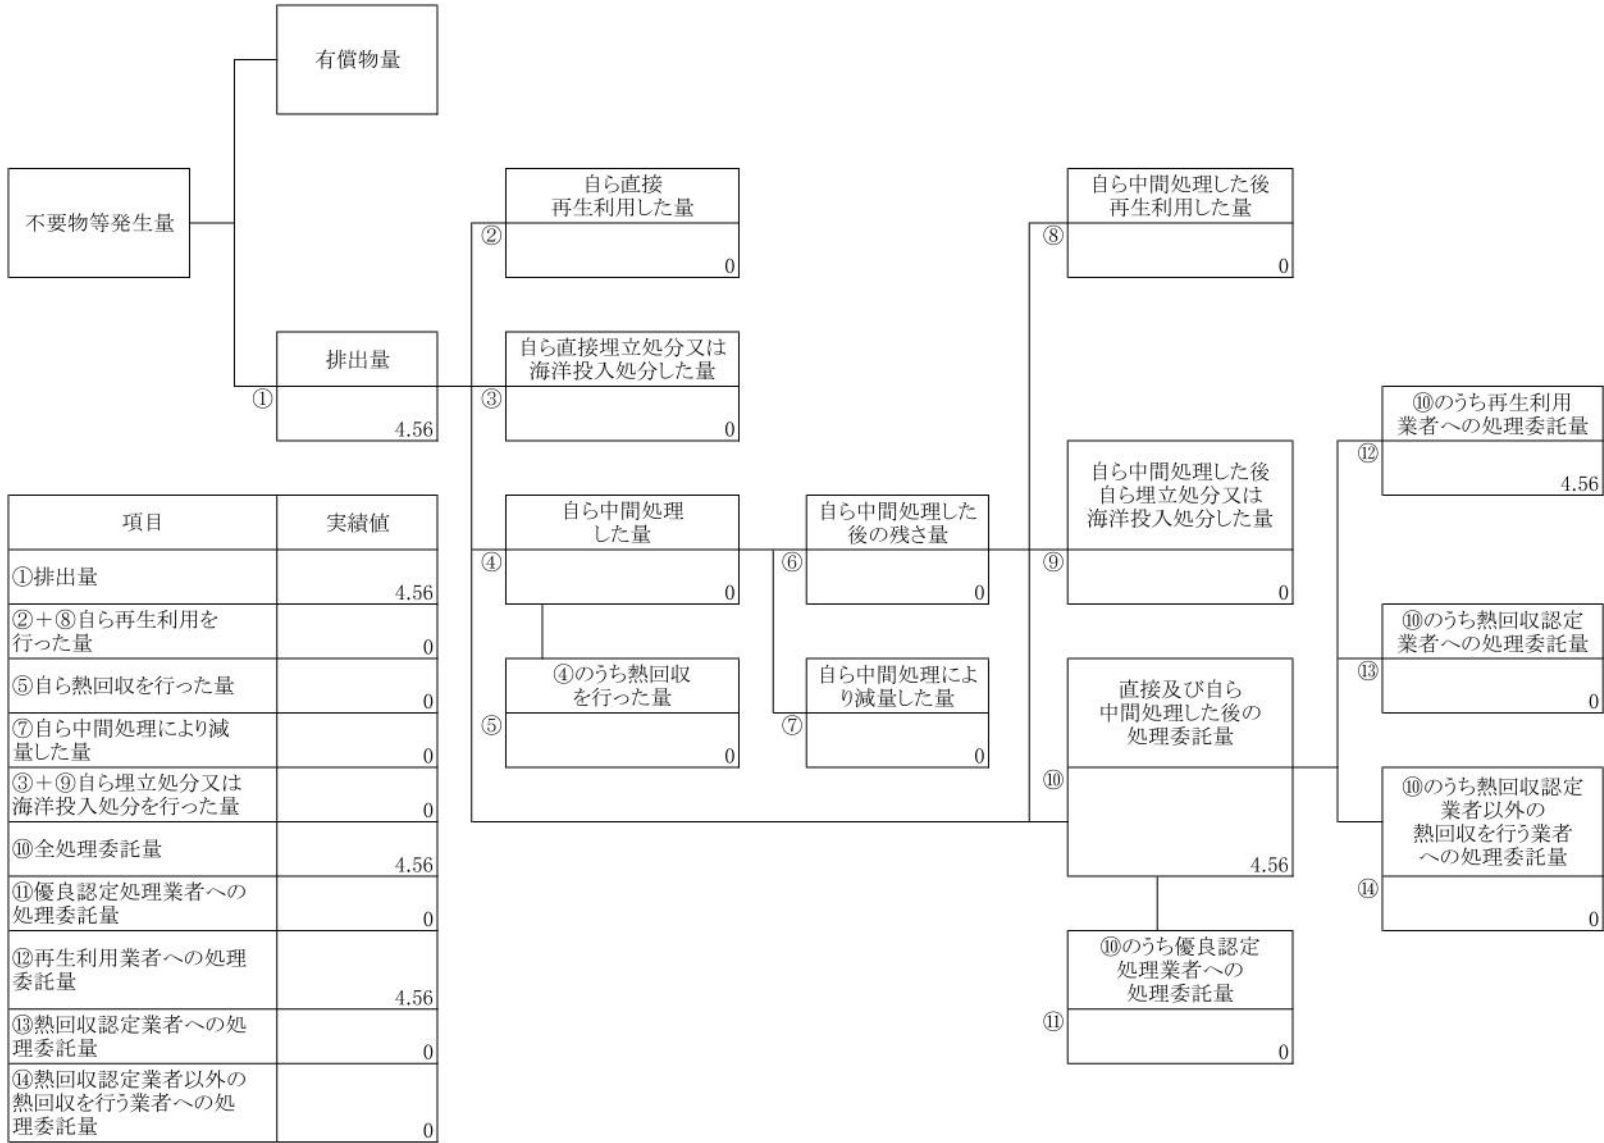 有償物量
不要物等発生量
排出量
①
4.56
自ら直接
再生利用した量
②
0
自ら直接埋立処分又は
海洋投入処分した量
③
0
自ら中間処理
した量
④
0
④のうち熱回収
を行った量
⑤
0
自ら中間処理した
後の残さ量
⑥
0
自ら中間処理によ
り減量した量
⑦
0
自ら中間処理した後
再生利用した量
⑧
0
自ら中間処理した後
自ら埋立処分又は
海洋投入処分した量
⑨
0
直接及び自ら
中間処理した後の
処理委託量
⑩
4.56
⑩のうち優良認定
処理業者への
処理委託量
⑪
0
⑩のうち再生利用
業者への処理委託量
⑫
4.56
⑩のうち熱回収認定
業者への処理委託量
⑬
0
⑩のうち熱回収認定
業者以外の
熱回収を行う業者
への処理委託量
⑭
0
項目 実績値
①排出量
4.56
②＋⑧自ら再生利用を
行った量
0
⑤自ら熱回収を行った量
0
⑦自ら中間処理により減
量した量
0
③＋⑨自ら埋立処分又は
海洋投入処分を行った量
0
⑩全処理委託量
4.56
⑪優良認定処理業者への
処理委託量
0
⑫再生利用業者への処理
委託量
4.56
⑬熱回収認定業者への処
理委託量
0
⑭熱回収認定業者以外の
熱回収を行う業者への処
理委託量
0